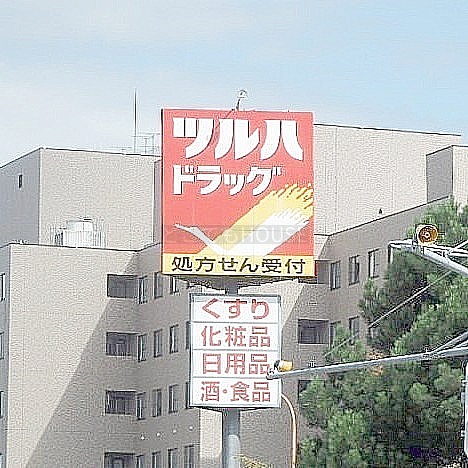 ツルハ
ドラッグ
処方せん受付
くすり
化粧品
日用品
酒・食品